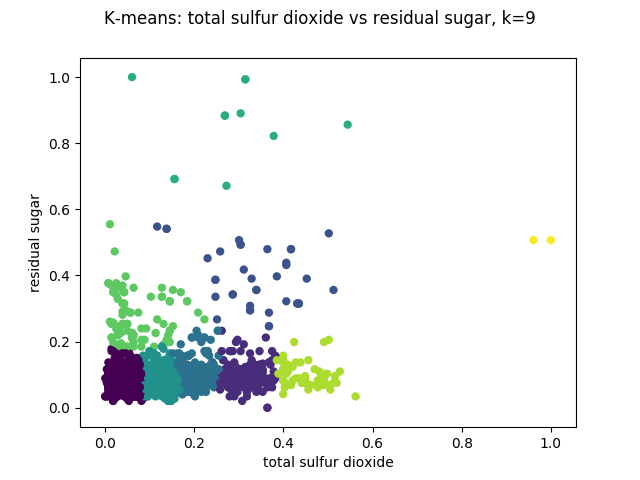 K-means: total sulfur dioxide vs residual sugar, k=9
1.0
0.8
0.6
0.4
0.2
0.0
residual sugar
0.0 0.2 0.4 0.6 0.8 1.0
total sulfur dioxide